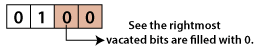 0 1 0 0
See the rightmost
vacated bits are filled with 0.